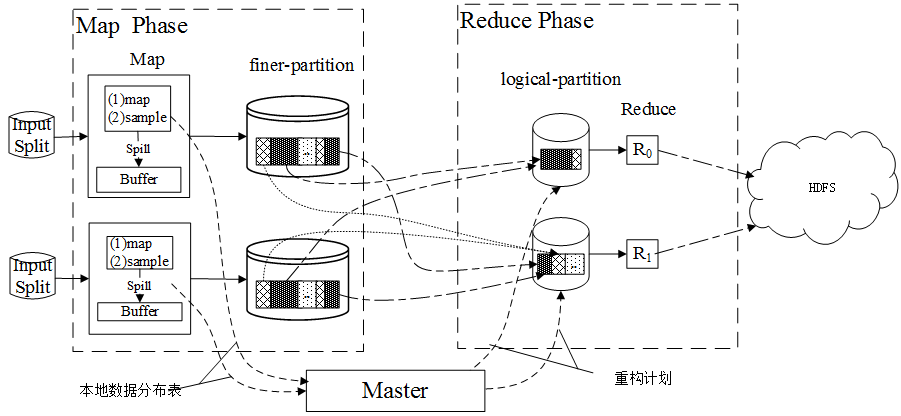 Map Phase
Reduce Phase
Map
finer-partition
logical-partition
Reduce
Input
Split
(1)map
(2)sample
Spill
Buffer
R0
HDFS
Input
Split
(1)map
(2)sample
Spill
Buffer
R1
本地数据分布表
Master
重构计划